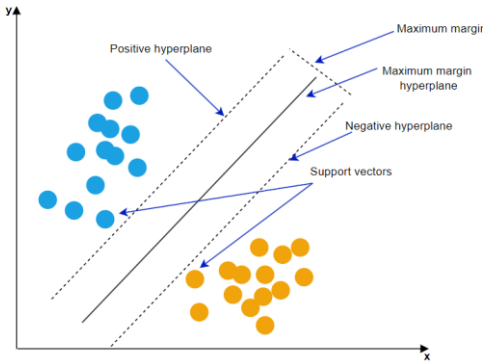 y
Maximum margin
Positive hyperplane
Maximum margin
hyperplane
Negative hyperplane
Support vectors
x